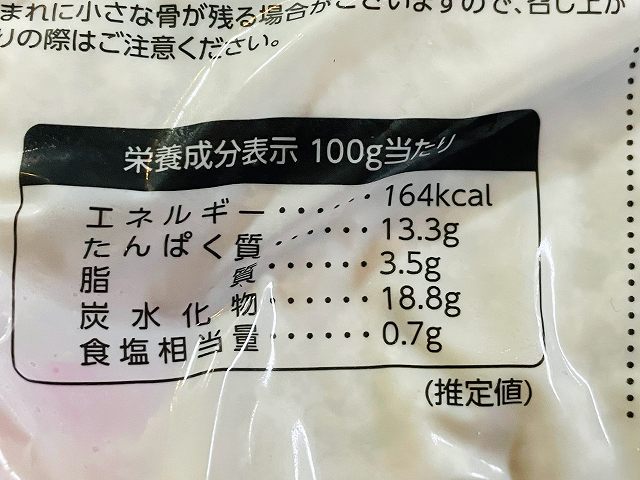 まれに小さな骨が残る場合がございますので、召し上が
りの際はご注意ください。
栄養成分表示 100g当たり
エネルギー・・・・・・164kcal
たんぱく質・・・・・・13.3g
脂質・・・・・・3.5g
炭水化物・・・・・・18.8g
食塩相当量・・・・・・0.7g
(推定値)